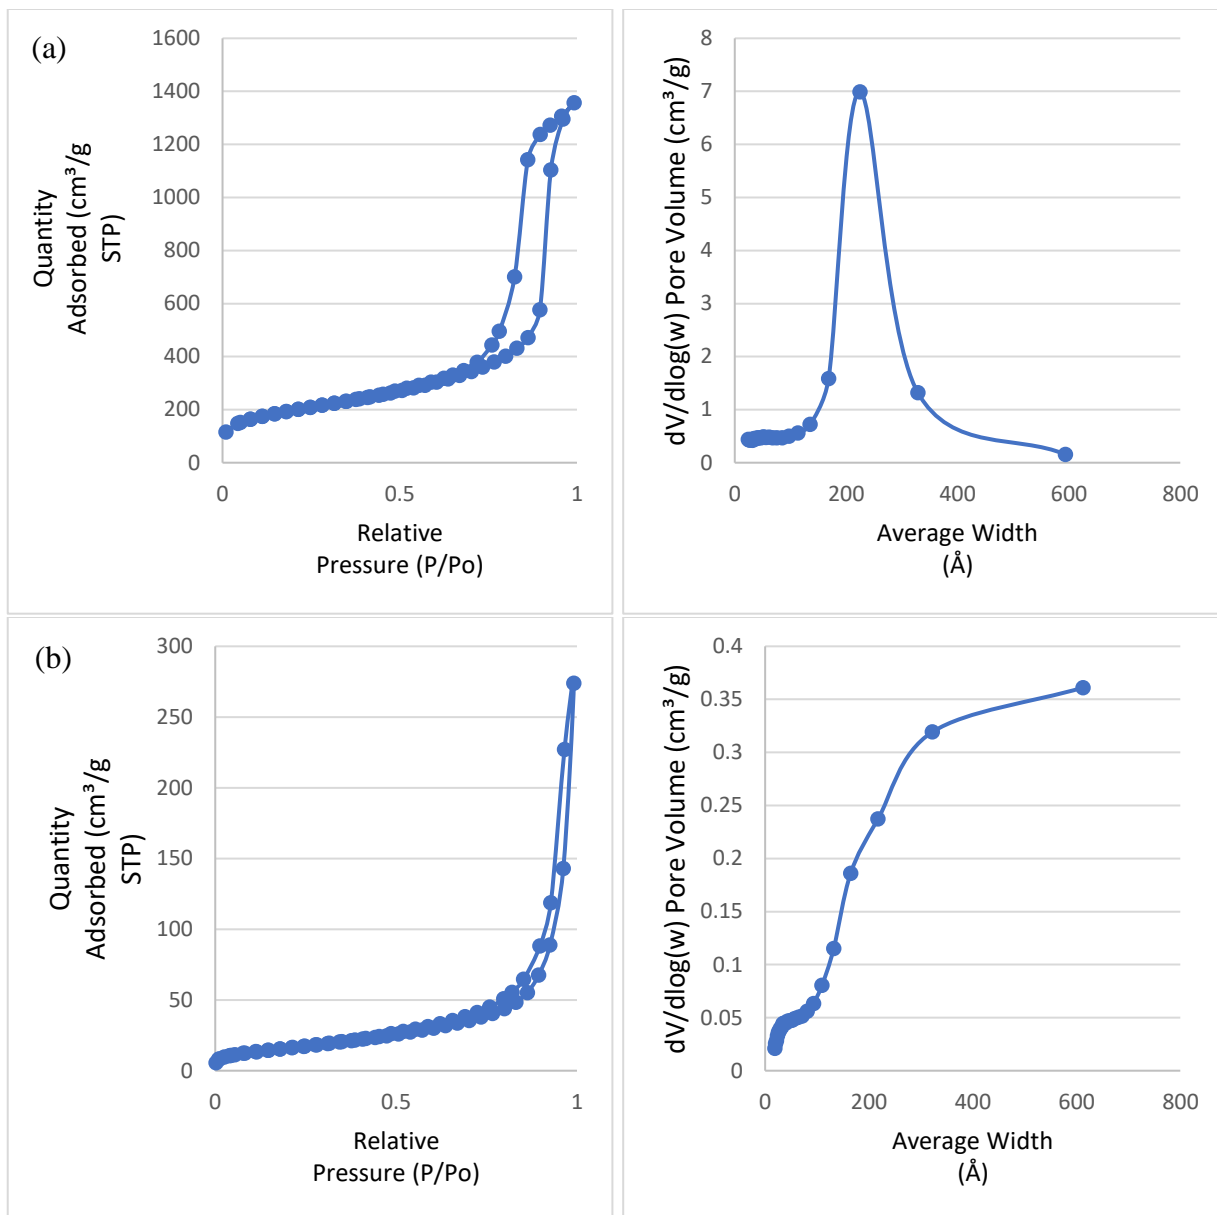 (a)
1600
1400
1200
1000
800
600
400
200
0
0
0.5
1
Quantity
Adsorbed (cm³/g
STP)
Relative
Pressure (P/Po)
8
7
6
5
4
3
2
1
0
0
200
400
600
800
dV/dlog(w) Pore Volume (cm³/g)
Average Width
(Å)
(b)
300
250
200
150
100
50
0
0
0.5
1
Quantity
Adsorbed (cm³/g
STP)
Relative
Pressure (P/Po)
0.4
0.35
0.3
0.25
0.2
0.15
0.1
0.05
0
0
200
400
600
800
dV/dlog(w) Pore Volume (cm³/g)
Average Width
(Å)